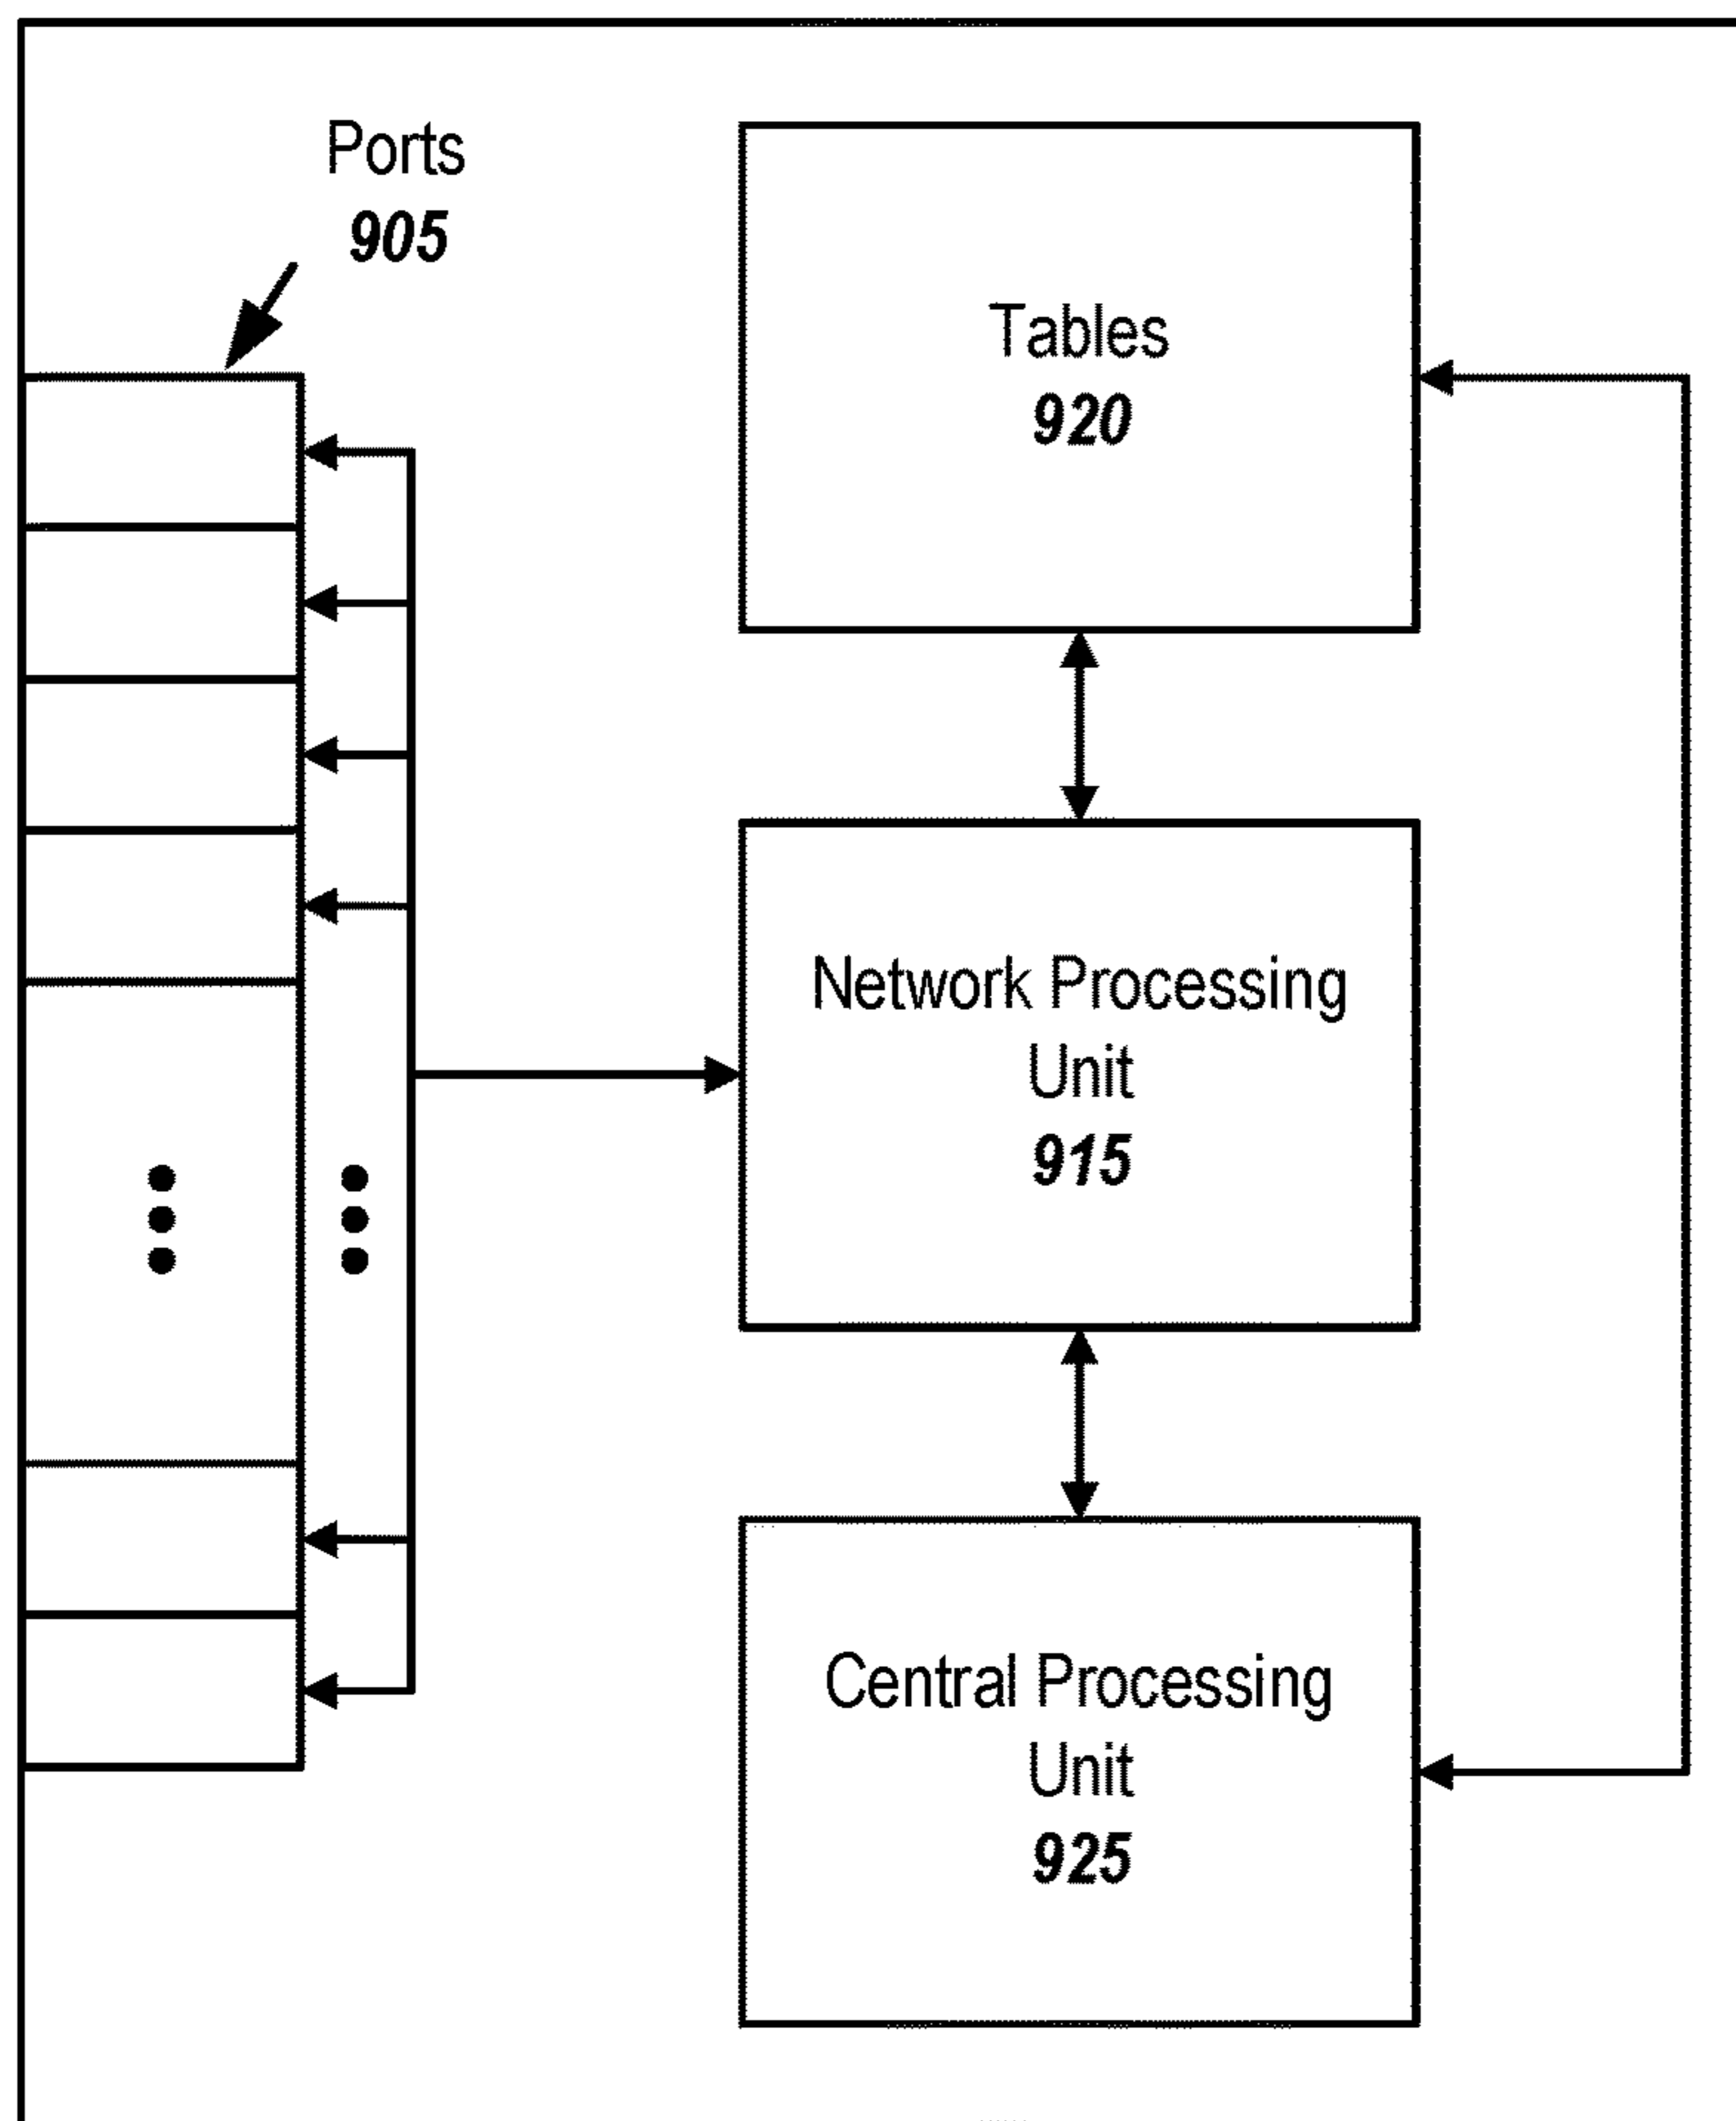 Ports
905
Tables
920
Network Processing
Unit
915
Central Processing
Unit
925